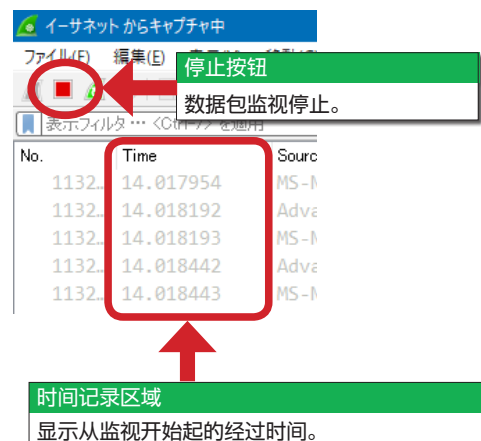 イーサネット からキャプチャ中
ファイル(F) 編集(E)
停止按钮
数据包监视停止。
表示フィルタ … <Ctrl-/> を適用
No. Time Sourc
1132… 14.017954 MS-N
1132… 14.018192 Adva
1132… 14.018193 MS-N
1132… 14.018442 Adva
1132… 14.018443 MS-N
时间记录区域
显示从监视开始起的经过时间。